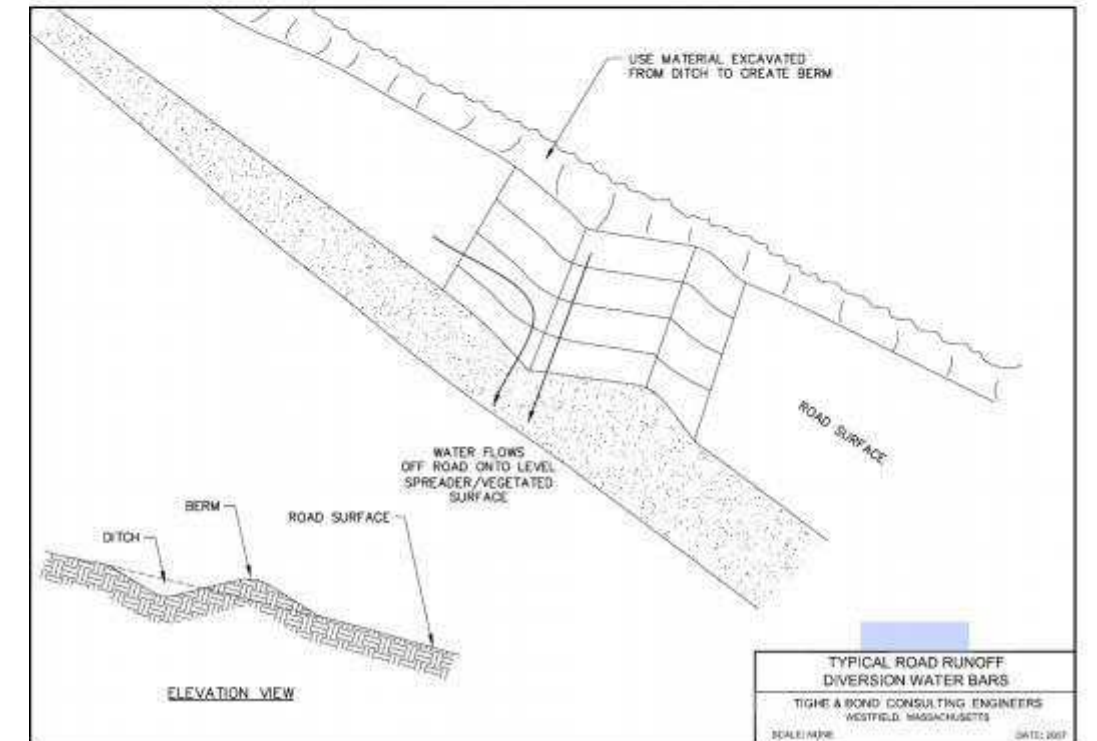 USE MATERIAL EXCAVATED
FROM DITCH TO CREATE BERM
ROAD SURFACE
WATER FLOWS
OFF ROAD ONTO LEVEL
SPREADER/VEGETATED
SURFACE
BERM
ROAD SURFACE
DITCH
ELEVATION VIEW
TYPICAL ROAD RUNOFF
DIVERSION WATER BARS
TIGHE & BOND CONSULTING ENGINEERS
WESTFIELD, MASSACHUSETTS
SCALE: NONE
DATE: 2007